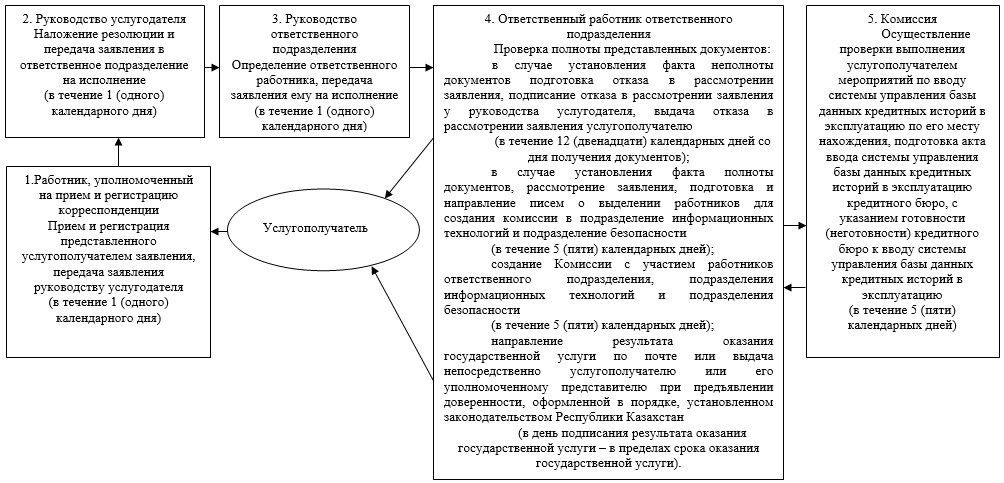 2. Руководство услугодателя
Наложение резолюции и
передача заявления в
ответственное подразделение
на исполнение
(в течение 1 (одного)
календарного дня)
3. Руководство
ответственного
подразделения
Определение ответственного
работника, передача
заявления ему на исполнение
(в течение 1 (одного)
календарного дня)
4. Ответственный работник ответственного
подразделения
Проверка полноты представленных документов:
в случае установления факта неполноты
документов подготовка отказа в рассмотрении
заявления, подписание отказа в рассмотрении заявления
у руководства услугодателя, выдача отказа в
рассмотрении заявления услугополучателю
(в течение 12 (двенадцати) календарных дней со
дня получения документов);
в случае установления факта полноты
документов, рассмотрение заявления, подготовка и
направление писем о выделении работников для
создания комиссии в подразделение информационных
технологий и подразделение безопасности
(в течение 5 (пяти) календарных дней);
создание Комиссии с участием работников
ответственного подразделения, подразделения
информационных технологий и подразделения
безопасности
(в течение 5 (пяти) календарных дней);
направление результата оказания
государственной услуги по почте или выдача
непосредственно услугополучателю или его
уполномоченному представителю при предъявлении
доверенности, оформленной в порядке, установленном
законодательством Республики Казахстан
(в день подписания результата оказания
государственной услуги – в пределах срока оказания
государственной услуги).
5. Комиссия
Осуществление
проверки выполнения
услугополучателем
мероприятий по вводу
системы управления базы
данных кредитных историй в
эксплуатацию по его месту
нахождения, подготовка акта
ввода системы управления
базы данных кредитных
историй в эксплуатацию
кредитного бюро, с
указанием готовности
(неготовности) кредитного
бюро к вводу системы
управления базы данных
кредитных историй в
эксплуатацию
(в течение 5 (пяти)
календарных дней)
1.Работник, уполномоченный
на прием и регистрацию
корреспонденции
Прием и регистрация
представленного
услугополучателем заявления,
передача заявления
руководству услугодателя
(в течение 1 (одного)
календарного дня)
Услугополучатель